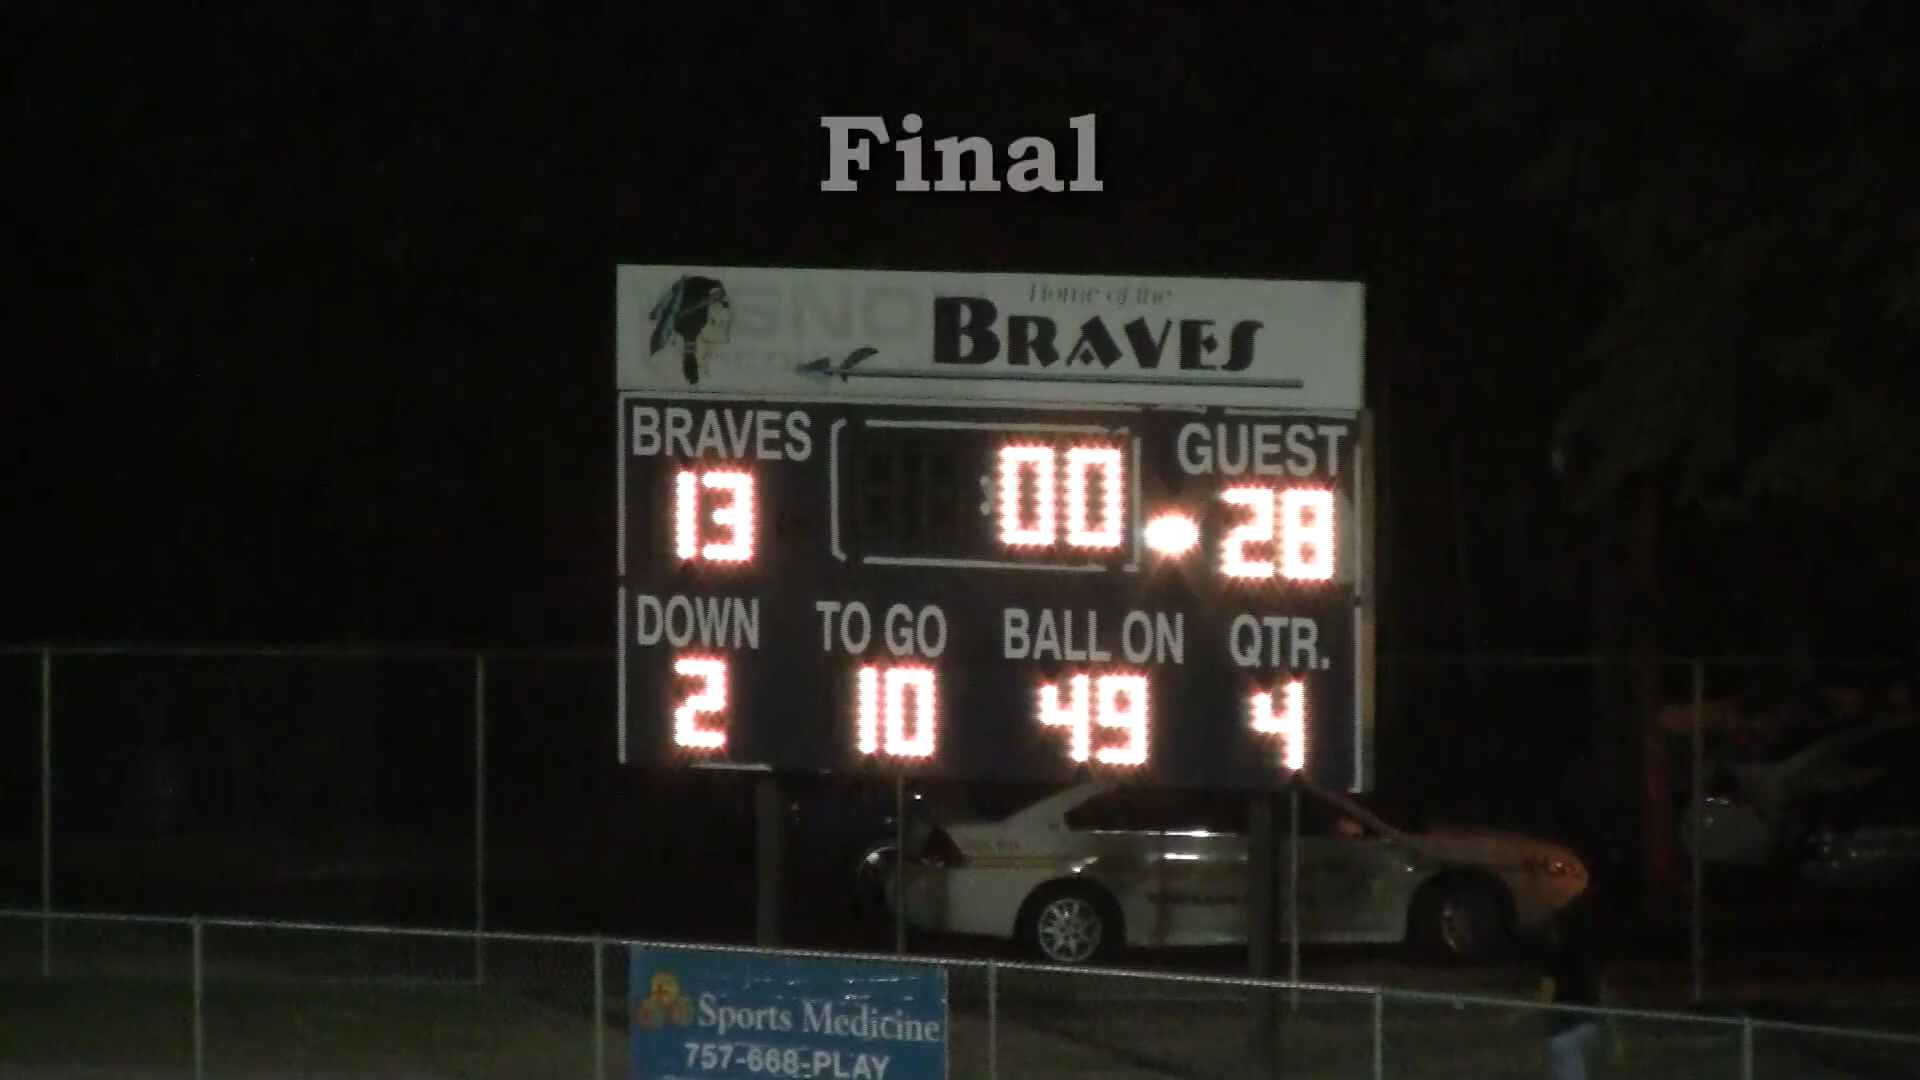 Final
Home of the
BRAVES
BRAVES
GUEST
13
:00
28
DOWN
TO GO
BALL ON
QTR.
2
10
49
4
Sports Medicine
757-668-PLAY